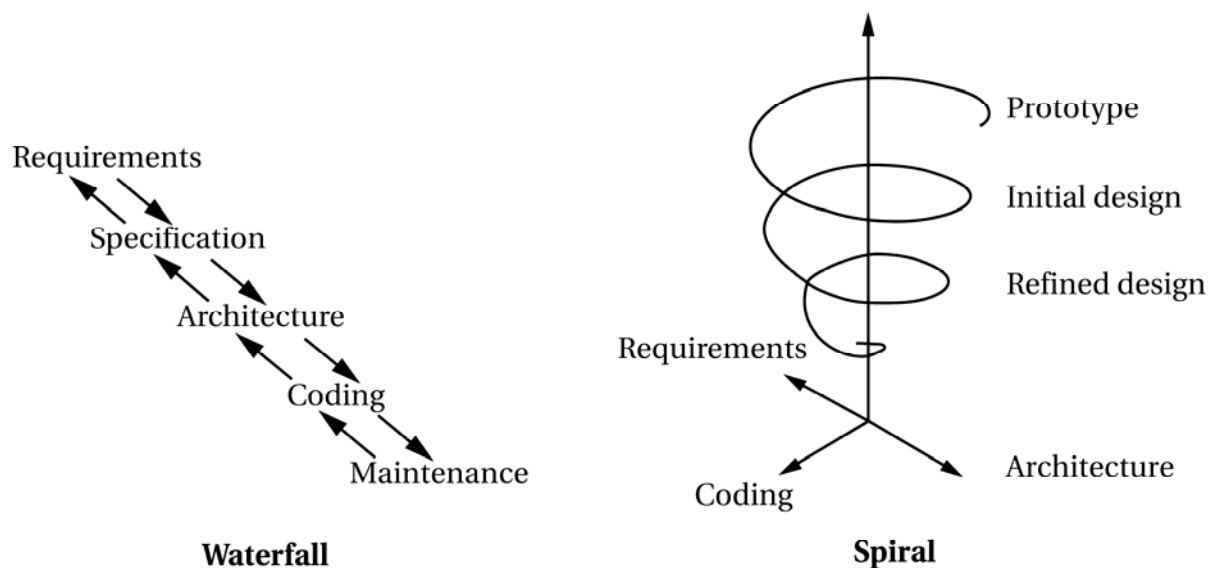 Requirements
Specification
Architecture
Coding
Maintenance
Waterfall
Prototype
Initial design
Refined design
Requirements
Architecture
Coding
Spiral